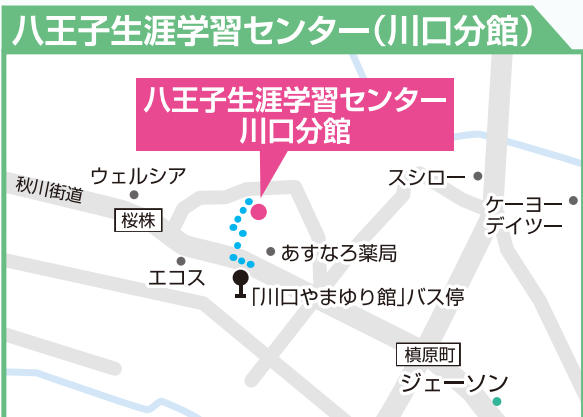 八王子生涯学習センター（川口分館）
八王子生涯学習センター
川口分館
秋川街道
ウェルシア
桜株
エコス
あすなろ薬局
「川口やまゆり館」バス停
スシロー
ケーヨー
デイツー
槙原町
ジェーソン